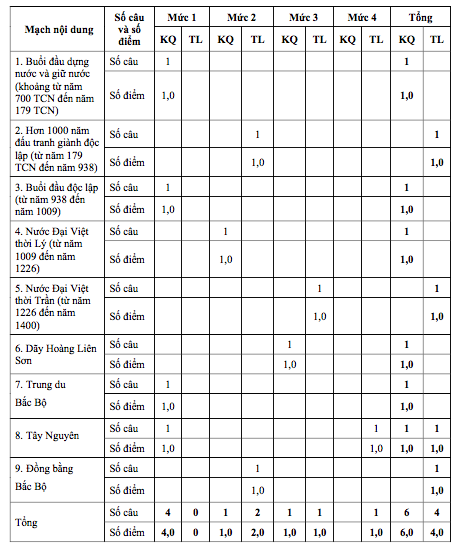 Mạch nội dung Số câu và số điểm Mức 1 Mức 2 Mức 3 Mức 4 Tổng
KQ TL KQ TL KQ TL KQ TL KQ TL
1. Buổi đầu dựng nước và giữ nước (khoảng từ năm 700 TCN đến năm 179 TCN) Số câu 1 1
Số điểm 1,0 1,0
2. Hơn 1000 năm đấu tranh giành độc lập (từ năm 179 TCN đến năm 938) Số câu 1 1
Số điểm 1,0 1,0
3. Buổi đầu độc lập (từ năm 938 đến năm 1009) Số câu 1 1
Số điểm 1,0 1,0
4. Nước Đại Việt thời Lý (từ năm 1009 đến năm 1226) Số câu 1 1
Số điểm 1,0 1,0
5. Nước Đại Việt thời Trần (từ năm 1226 đến năm 1400) Số câu 1 1
Số điểm 1,0 1,0
6. Dãy Hoàng Liên Sơn Số câu 1 1
Số điểm 1,0 1,0
7. Trung du Bắc Bộ Số câu 1 1
Số điểm 1,0 1,0
8. Tây Nguyên Số câu 1 1 1 1
Số điểm 1,0 1,0 1,0 1,0
9. Đồng bằng Bắc Bộ Số câu 1 1
Số điểm 1,0 1,0
Tổng Số câu 4 0 1 2 1 1 1 6 4
Số điểm 4,0 0 1,0 2,0 1,0 1,0 1,0 6,0 4,0